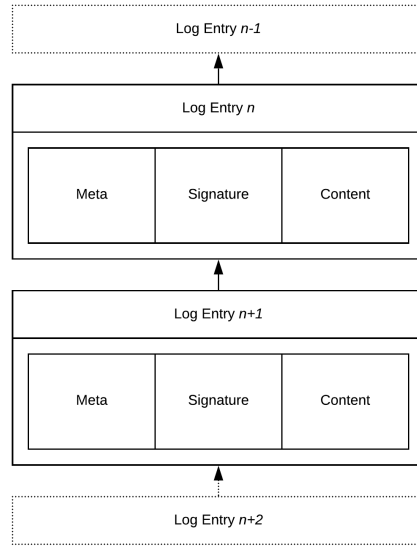 Log Entry n-1
Log Entry n
Meta Signature Content
Log Entry n+1
Meta Signature Content
Log Entry n+2